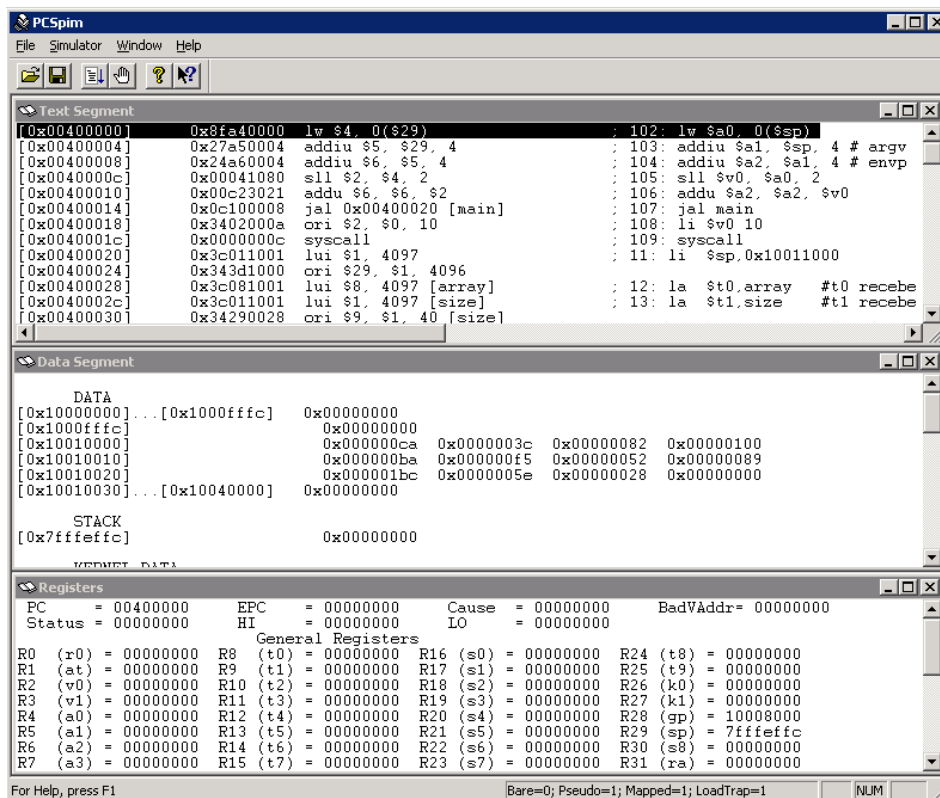 PCSpim
File Simulator Window Help
Text Segment
[0x00400000] 0x8fa40000 lw $4, 0($29) ; 102: lw $a0, 0($sp)
[0x00400004] 0x27a50004 addiu $5, $29, 4 ; 103: addiu $a1, $sp, 4 # argv
[0x00400008] 0x24a60004 addiu $6, $5, 4 ; 104: addiu $a2, $a1, 4 # envp
[0x0040000c] 0x00041080 sll $2, $4, 2 ; 105: sll $v0, $a0, 2
[0x00400010] 0x00c23021 addu $6, $6, $2 ; 106: addu $a2, $a2, $v0
[0x00400014] 0x0c100008 jal 0x00400020 [main] ; 107: jal main
[0x00400018] 0x3402000a ori $2, $0, 10 ; 108: li $v0 10
[0x0040001c] 0x0000000c syscall ; 109: syscall
[0x00400020] 0x3c011001 lui $1, 4097 ; 11: li $sp,0x10011000
[0x00400024] 0x343d1000 ori $29, $1, 4096
[0x00400028] 0x3c081001 lui $8, 4097 [array] ; 12: la $t0,array #t0 recebe
[0x0040002c] 0x3c011001 lui $1, 4097 [size] ; 13: la $t1,size #t1 recebe
[0x00400030] 0x34290028 ori $9, $1, 40 [size]
Data Segment
DATA
[0x10000000]...[0x1000fffc] 0x00000000
[0x1000fffc] 0x00000000
[0x10010000] 0x000000ca 0x0000003c 0x00000082 0x00000100
[0x10010010] 0x000000ba 0x000000f5 0x00000052 0x00000089
[0x10010020] 0x000001bc 0x0000005e 0x00000028 0x00000000
[0x10010030]...[0x10040000] 0x00000000
STACK
[0x7fffeffc] 0x00000000
KERNEL DATA
Registers
PC = 00400000 EPC = 00000000 Cause = 00000000 BadVAddr= 00000000
Status = 00000000 HI = 00000000 LO = 00000000
General Registers
R0 (r0) = 00000000 R8 (t0) = 00000000 R16 (s0) = 00000000 R24 (t8) = 00000000
R1 (at) = 00000000 R9 (t1) = 00000000 R17 (s1) = 00000000 R25 (t9) = 00000000
R2 (v0) = 00000000 R10 (t2) = 00000000 R18 (s2) = 00000000 R26 (k0) = 00000000
R3 (v1) = 00000000 R11 (t3) = 00000000 R19 (s3) = 00000000 R27 (k1) = 00000000
R4 (a0) = 00000000 R12 (t4) = 00000000 R20 (s4) = 00000000 R28 (gp) = 10008000
R5 (a1) = 00000000 R13 (t5) = 00000000 R21 (s5) = 00000000 R29 (sp) = 7fffeffc
R6 (a2) = 00000000 R14 (t6) = 00000000 R22 (s6) = 00000000 R30 (s8) = 00000000
R7 (a3) = 00000000 R15 (t7) = 00000000 R23 (s7) = 00000000 R31 (ra) = 00000000
For Help, press F1 Bare=0; Pseudo=1; Mapped=1; LoadTrap=1 NUM